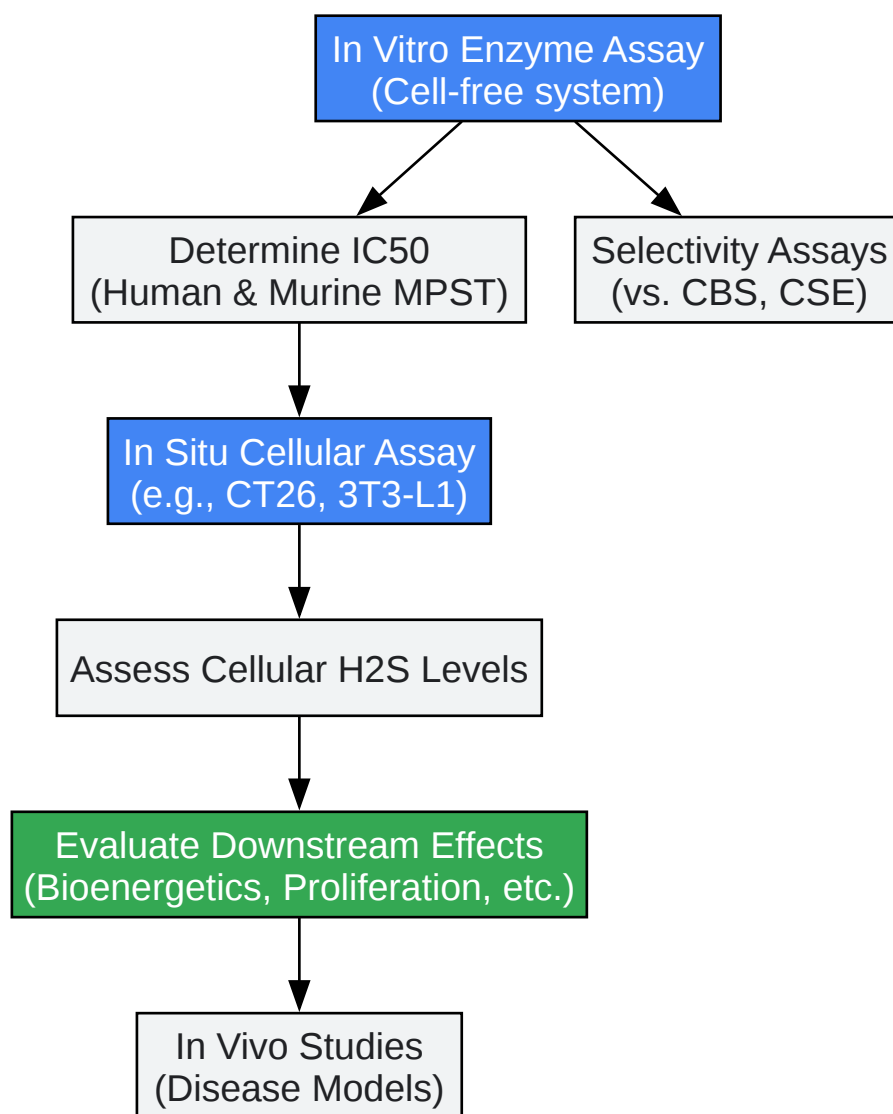 In Vitro Enzyme Assay
(Cell-free system)
Determine IC50
(Human & Murine MPST)
Selectivity Assays
(vs. CBS, CSE)
In Situ Cellular Assay
(e.g., CT26, 3T3-L1)
Assess Cellular H2S Levels
Evaluate Downstream Effects
(Bioenergetics, Proliferation, etc.)
In Vivo Studies
(Disease Models)